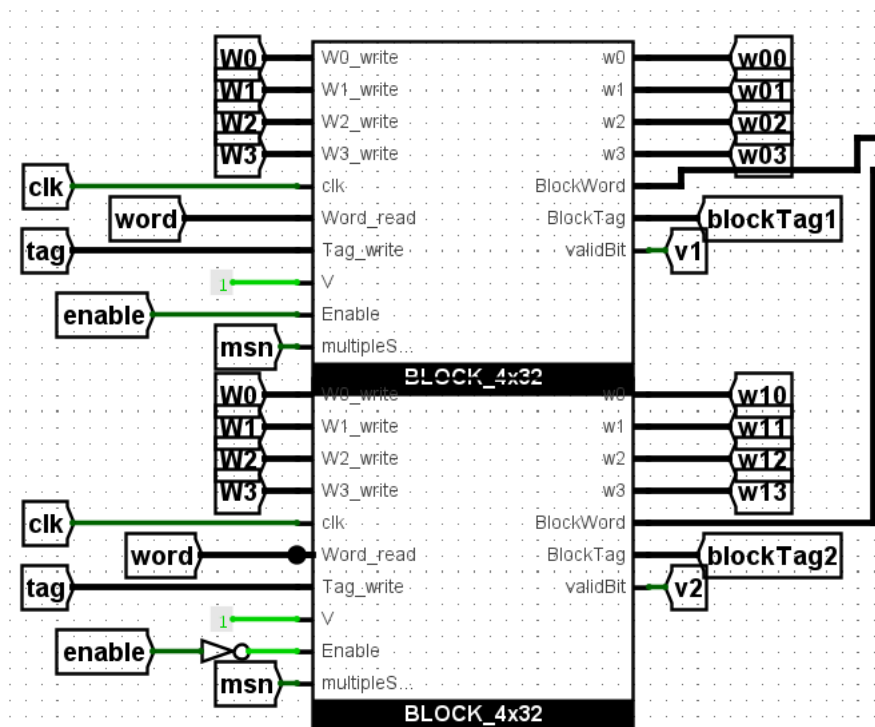 W0 W0_write w0 w00
W1 W1_write w1 w01
W2 W2_write w2 w02
W3 W3_write w3 w03
clk clk BlockWord
word Word_read BlockTag blockTag1
tag Tag_write validBit v1
1 V
enable Enable
msn multipleS...
BLOCK_4x32
W0 W0_write w0 w10
W1 W1_write w1 w11
W2 W2_write w2 w12
W3 W3_write w3 w13
clk clk BlockWord
word Word_read BlockTag blockTag2
tag Tag_write validBit v2
1 V
enable Enable
msn multipleS...
BLOCK_4x32